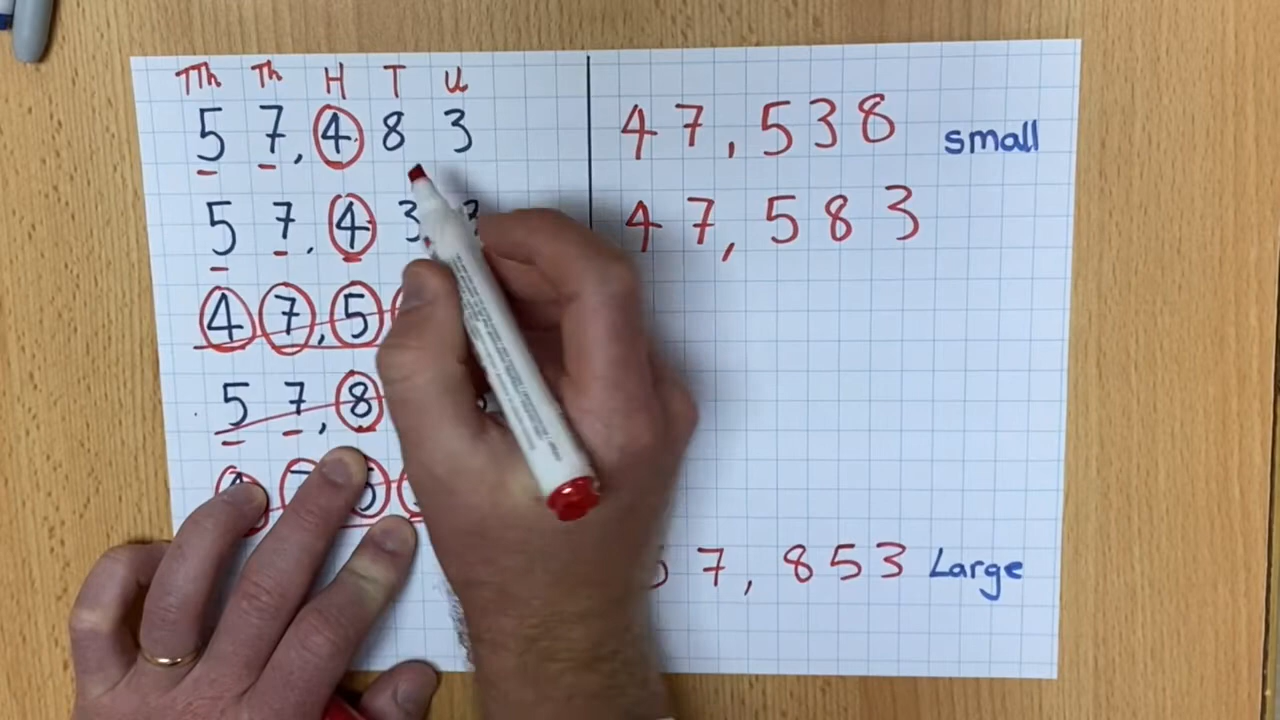 TTh Th H T U
5 7, 4 8 3
47,538 small
5 7, 4 3
47,583
4 7, 5
5 7, 8
7, 853 Large